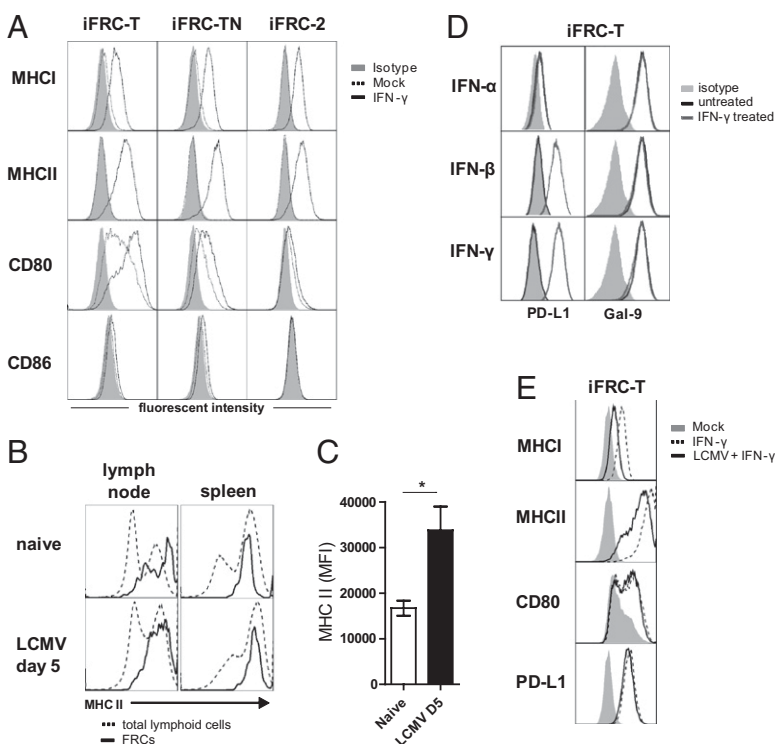 A
iFRC-T iFRC-TN iFRC-2
MHCI
MHCII
CD80
CD86
Isotype
Mock
IFN-γ
fluorescent intensity
B
lymph
node
spleen
naive
LCMV
day 5
MHC II
total lymphoid cells
FRCs
C
*
MHC II (MFI)
40000
30000
20000
10000
0
Naive
LCMV D5
D
iFRC-T
IFN-α
IFN-β
IFN-γ
isotype
untreated
IFN-γ treated
PD-L1 Gal-9
E
iFRC-T
MHCI
MHCII
CD80
PD-L1
Mock
IFN-γ
LCMV + IFN-γ